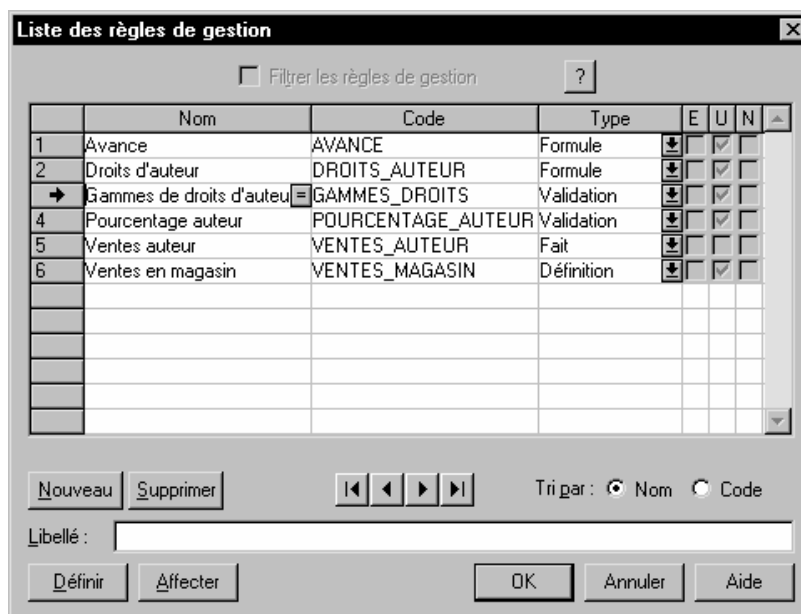 Liste des règles de gestion
Filtrer les règles de gestion ?
Nom Code Type E U N
1 Avance AVANCE Formule
2 Droits d'auteur DROITS_AUTEUR Formule
Gammes de droits d'auteu = GAMMES_DROITS Validation
4 Pourcentage auteur POURCENTAGE_AUTEUR Validation
5 Ventes auteur VENTES_AUTEUR Fait
6 Ventes en magasin VENTES_MAGASIN Définition
Nouveau Supprimer Tri par : Nom Code
Libellé :
Définir Affecter OK Annuler Aide